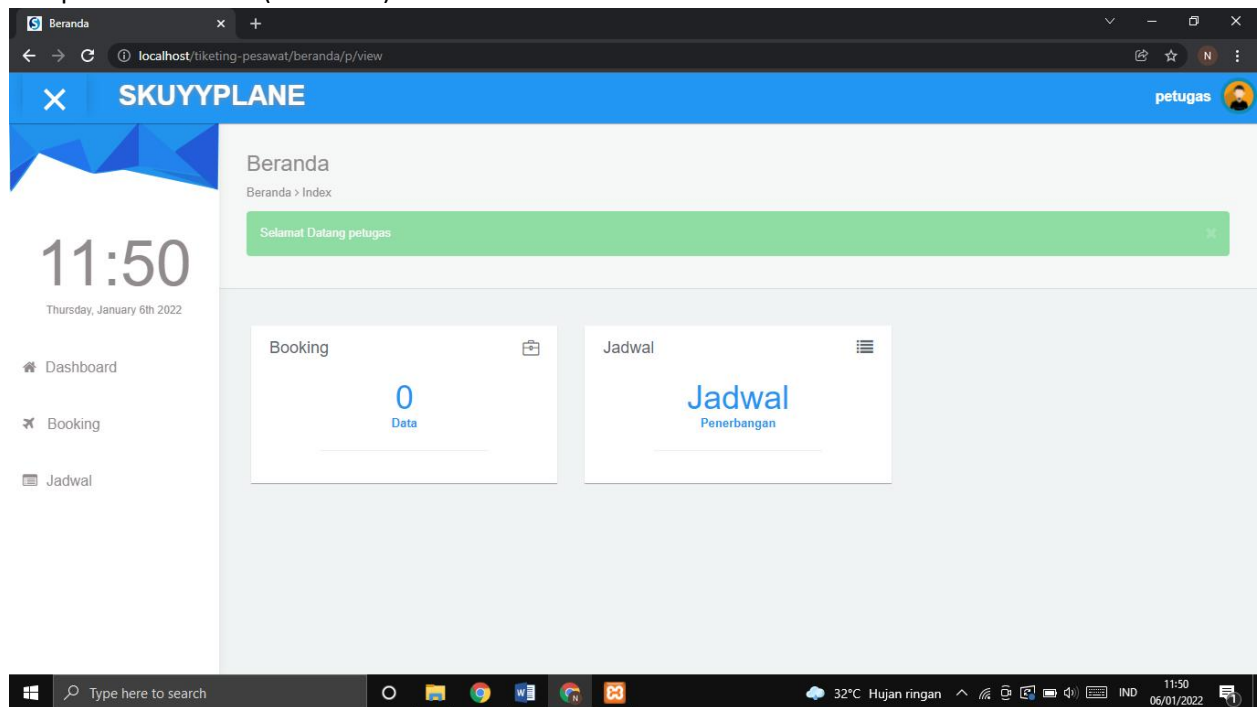 Beranda
localhost/tiketing-pesawat/beranda/p/view
N
SKUYYPLANE
petugas
Beranda
Beranda > Index
Selamat Datang petugas
×
11:50
Thursday, January 6th 2022
Dashboard
Booking
Jadwal
Booking
0
Data
Jadwal
Jadwal
Penerbangan
Type here to search
32°C Hujan ringan
IND
11:50
06/01/2022
1